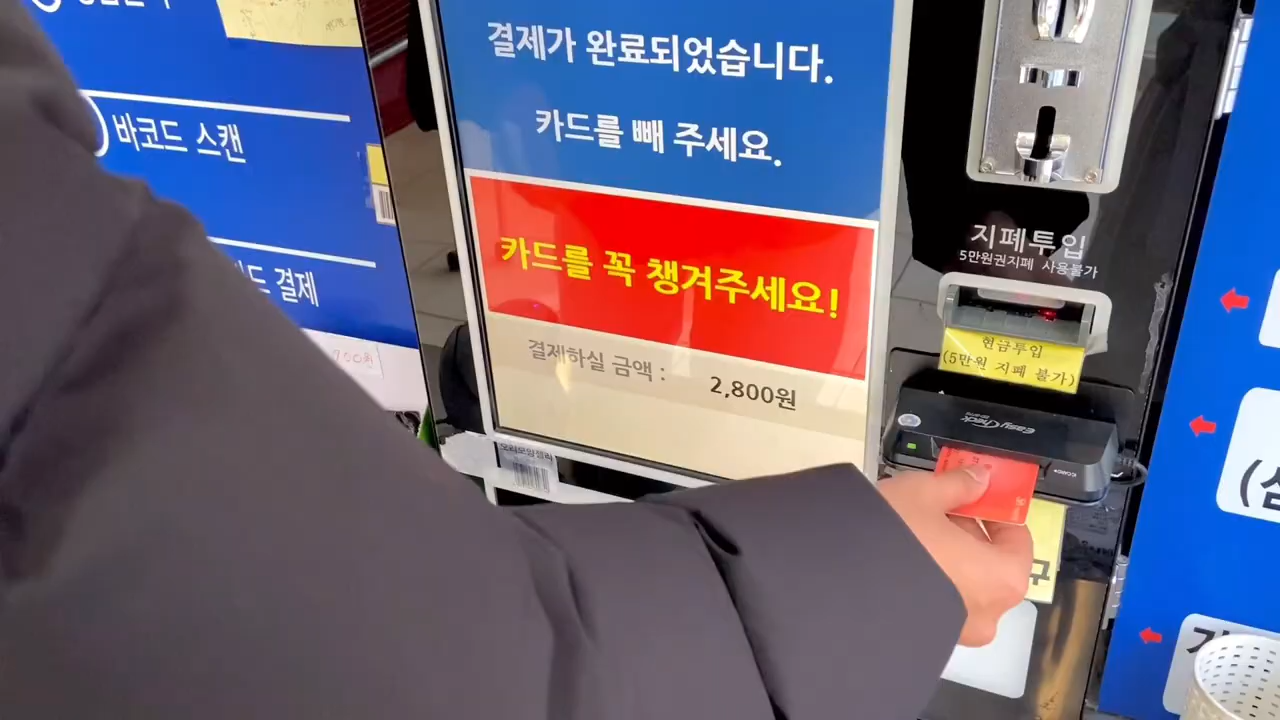 바코드 스캔
드 결제
결제가 완료되었습니다.
카드를 빼 주세요.
카드를 꼭 챙겨주세요!
결제하실 금액 :
2,800원
지폐투입
5만원권지폐 사용불가
현금투입
(5만원 지폐 불가)
EasyCheck
구